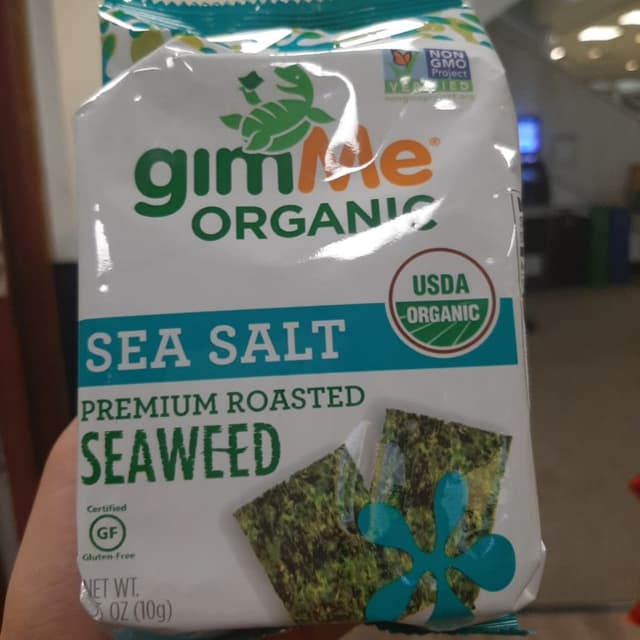 NON
GMO
Project
VERIFIED
gimMe®
ORGANIC
USDA
ORGANIC
SEA SALT
PREMIUM ROASTED
SEAWEED
Certified
GF
Gluten-Free
NET WT.
OZ (10g)